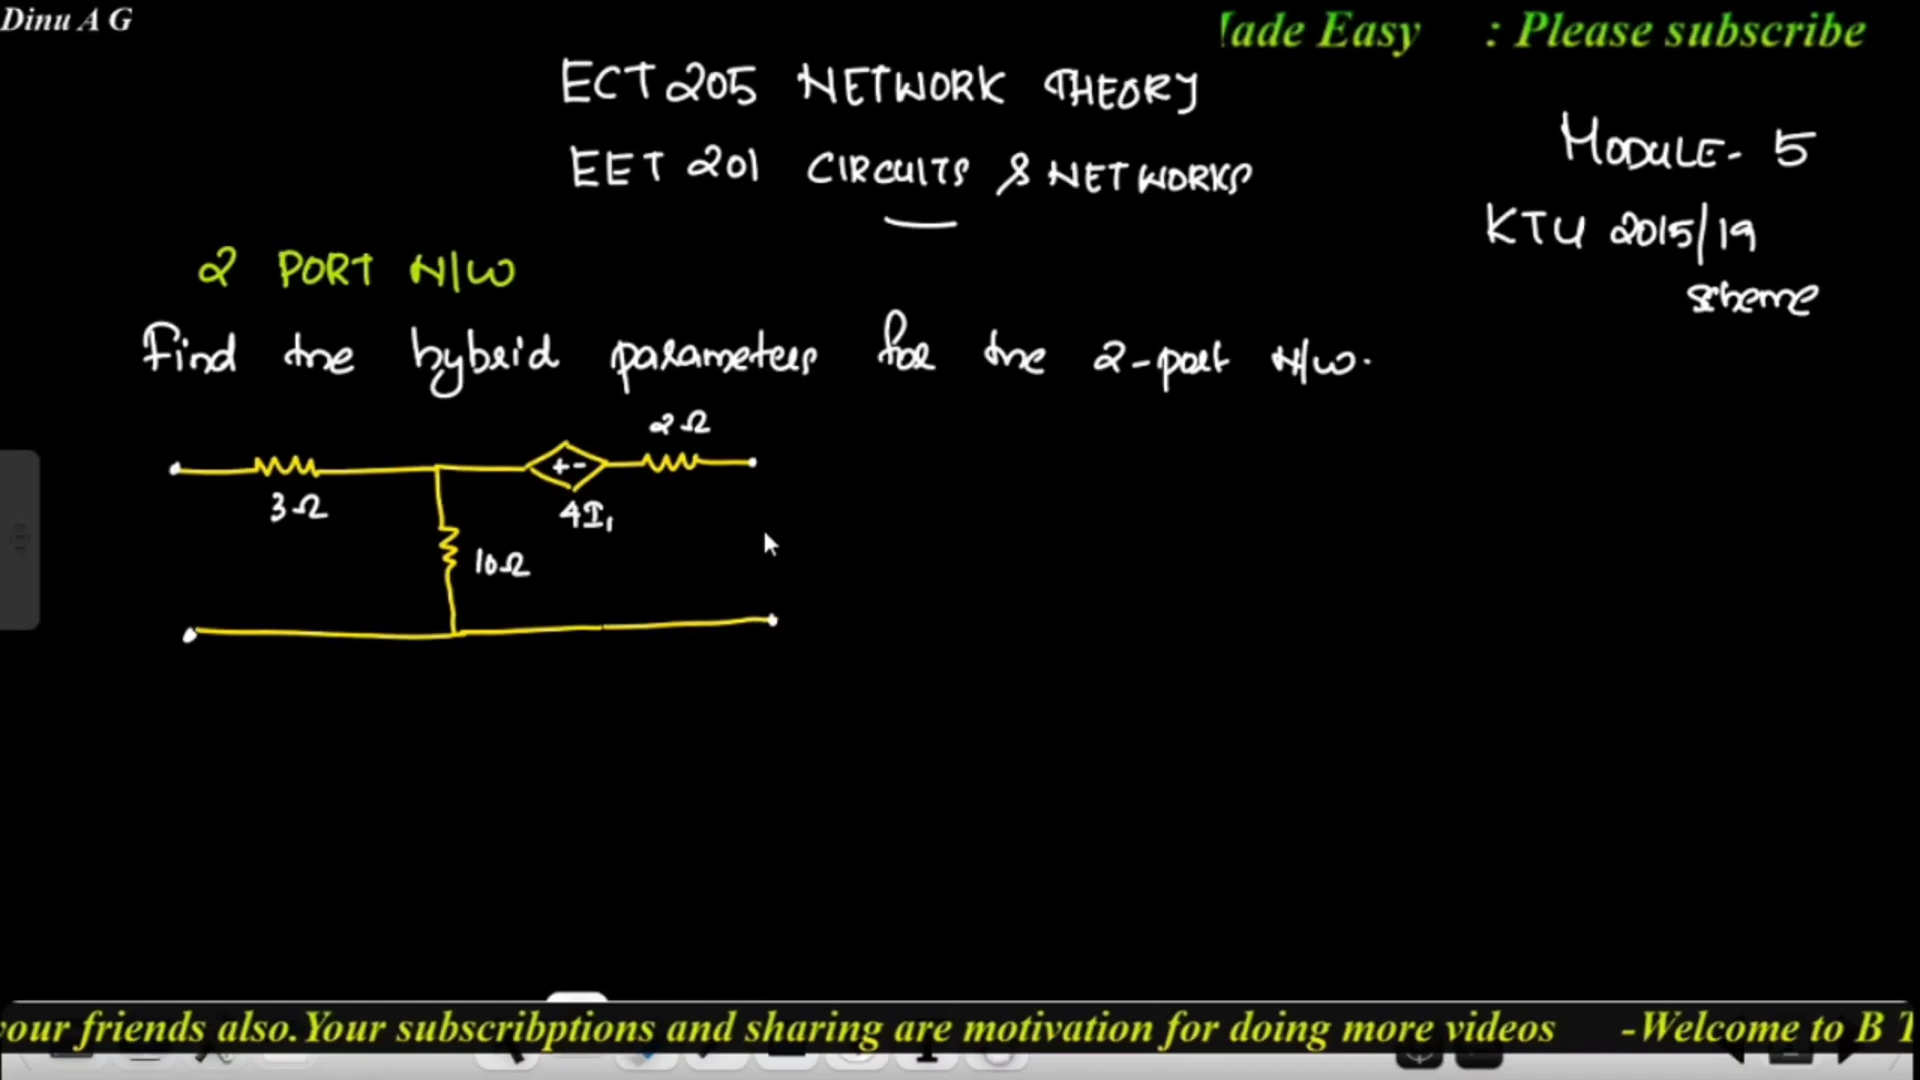 Dinu A G
ade Easy : Please subscribe
ECT 205 NETWORK THEORY
EET 201 CIRCUITS & NETWORKS
MODULE- 5
KTU 2015/19
scheme
2 PORT N/W
Find the hybrid parameters for the 2-port N/W.
2Ω
+ -
3Ω
4I₁
10Ω
your friends also.Your subscribptions and sharing are motivation for doing more videos -Welcome to B T